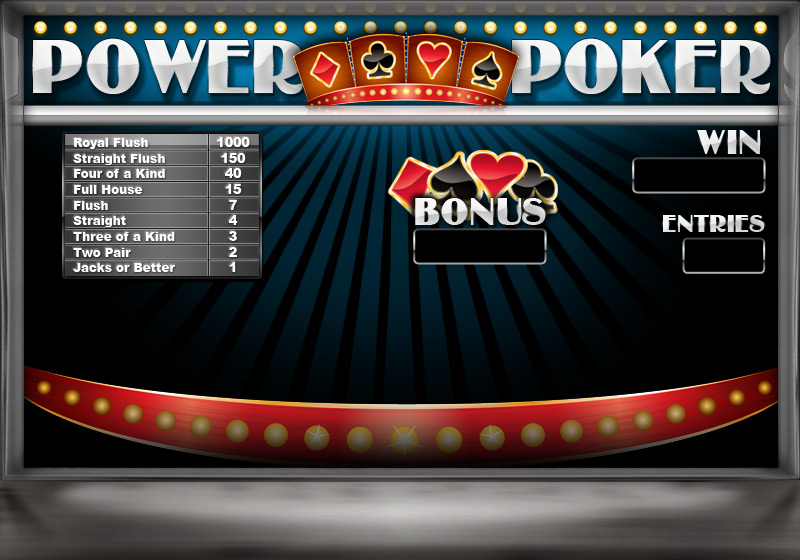 POWER POKER
Royal Flush 1000
Straight Flush 150
Four of a Kind 40
Full House 15
Flush 7
Straight 4
Three of a Kind 3
Two Pair 2
Jacks or Better 1
BONUS
WIN
ENTRIES